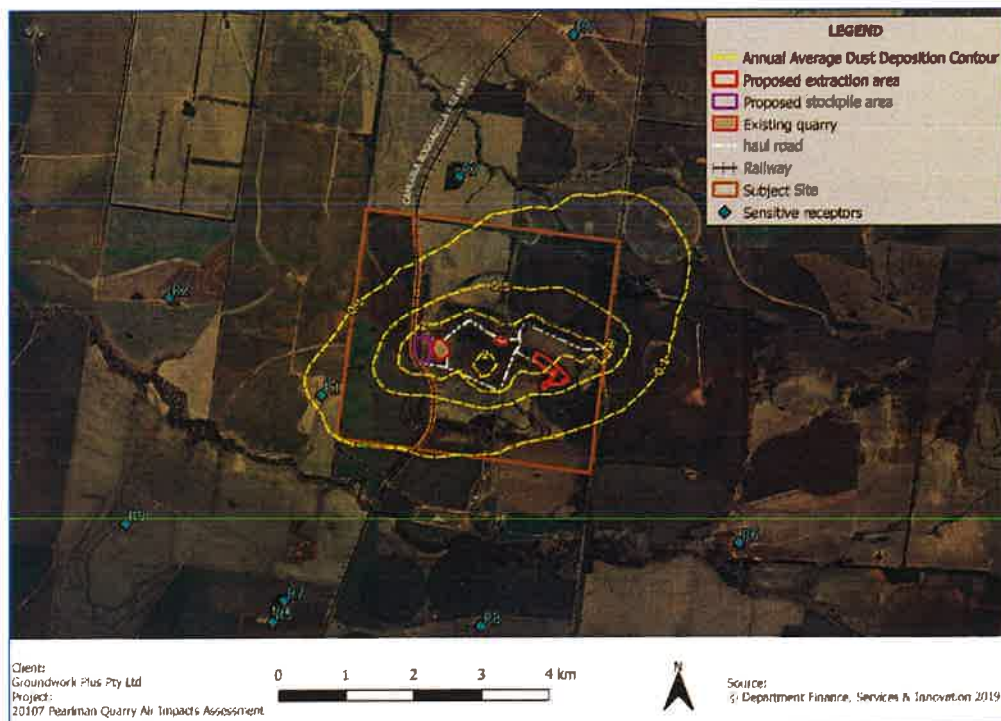 LEGEND
Annual Average Dust Deposition Contour
Proposed extraction area
Proposed stockpile area
Existing quarry
haul road
Railway
Subject Site
Sensitive receptors
Client:
Groundwork Plus Pty Ltd
Project:
20107 Pearlman Quarry Air Impacts Assessment
0 1 2 3 4 km
N
Source:
© Department Finance, Services & Innovation 2019